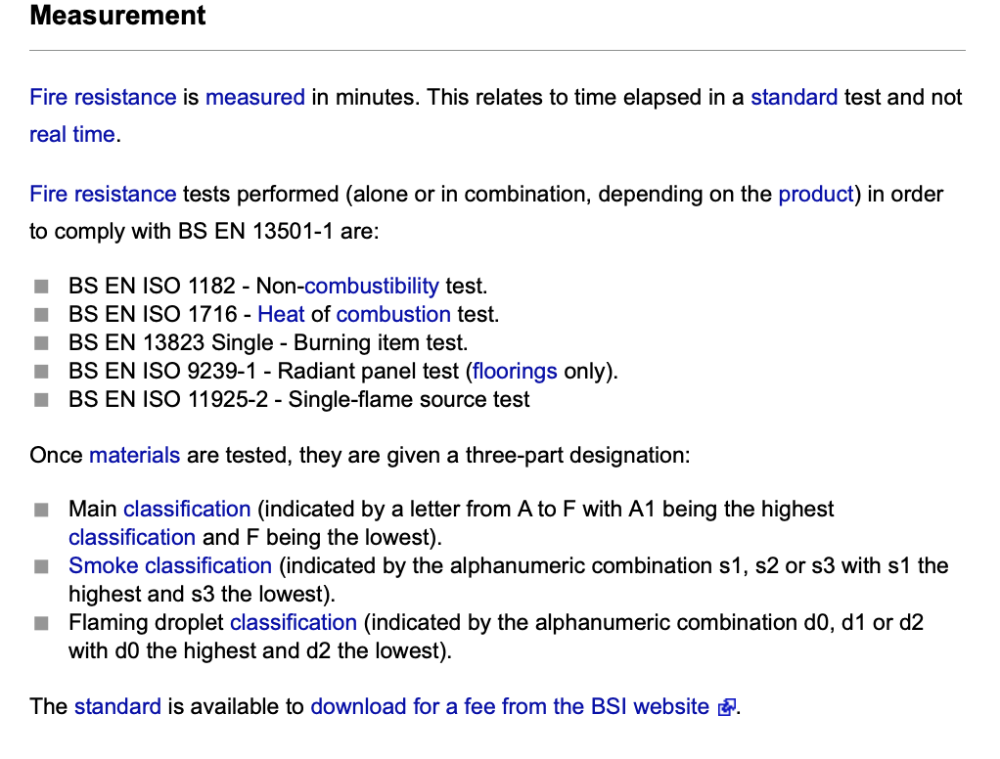 Measurement
Fire resistance is measured in minutes. This relates to time elapsed in a standard test and not
real time.
Fire resistance tests performed (alone or in combination, depending on the product) in order
to comply with BS EN 13501-1 are:
BS EN ISO 1182 - Non-combustibility test.
BS EN ISO 1716 - Heat of combustion test.
BS EN 13823 Single - Burning item test.
BS EN ISO 9239-1 - Radiant panel test (floorings only).
BS EN ISO 11925-2 - Single-flame source test
Once materials are tested, they are given a three-part designation:
Main classification (indicated by a letter from A to F with A1 being the highest
classification and F being the lowest).
Smoke classification (indicated by the alphanumeric combination s1, s2 or s3 with s1 the
highest and s3 the lowest).
Flaming droplet classification (indicated by the alphanumeric combination d0, d1 or d2
with d0 the highest and d2 the lowest).
The standard is available to download for a fee from the BSI website.